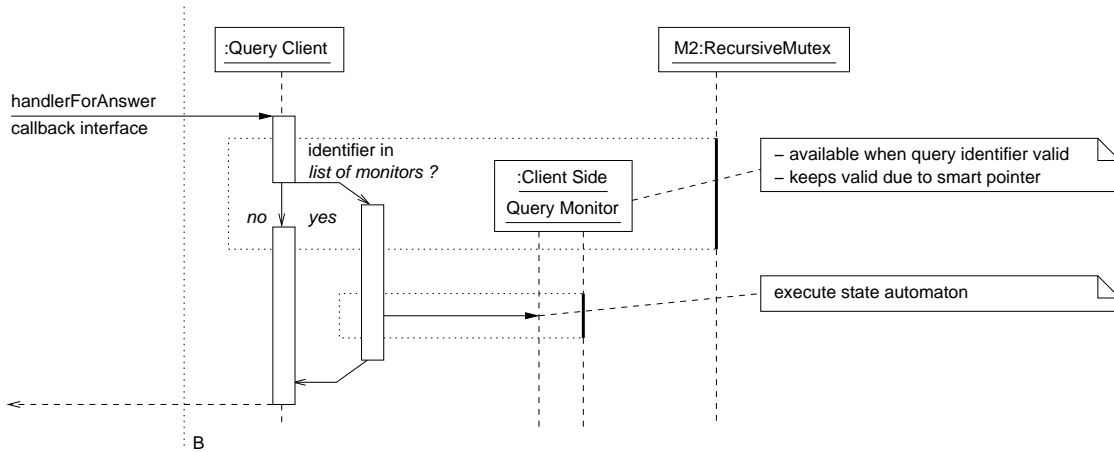 :Query Client
M2:RecursiveMutex
handlerForAnswer
callback interface
identifier in
list of monitors ?
:Client Side
Query Monitor
– available when query identifier valid
– keeps valid due to smart pointer
no
yes
execute state automaton
B